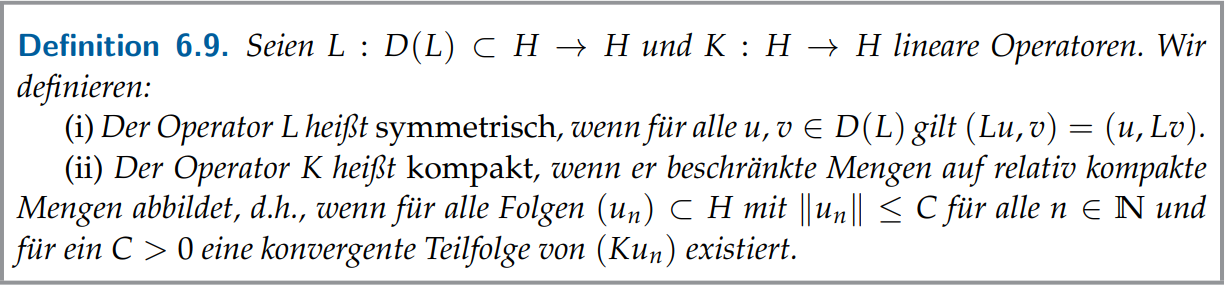 Definition 6.9. Seien L : D(L) ⊂ H → H und K : H → H lineare Operatoren. Wir
definieren:
(i) Der Operator L heißt symmetrisch, wenn für alle u, v ∈ D(L) gilt (Lu, v) = (u, Lv).
(ii) Der Operator K heißt kompakt, wenn er beschränkte Mengen auf relativ kompakte
Mengen abbildet, d.h., wenn für alle Folgen (uₙ) ⊂ H mit ‖uₙ‖ ≤ C für alle n ∈ ℕ und
für ein C > 0 eine konvergente Teilfolge von (Kuₙ) existiert.